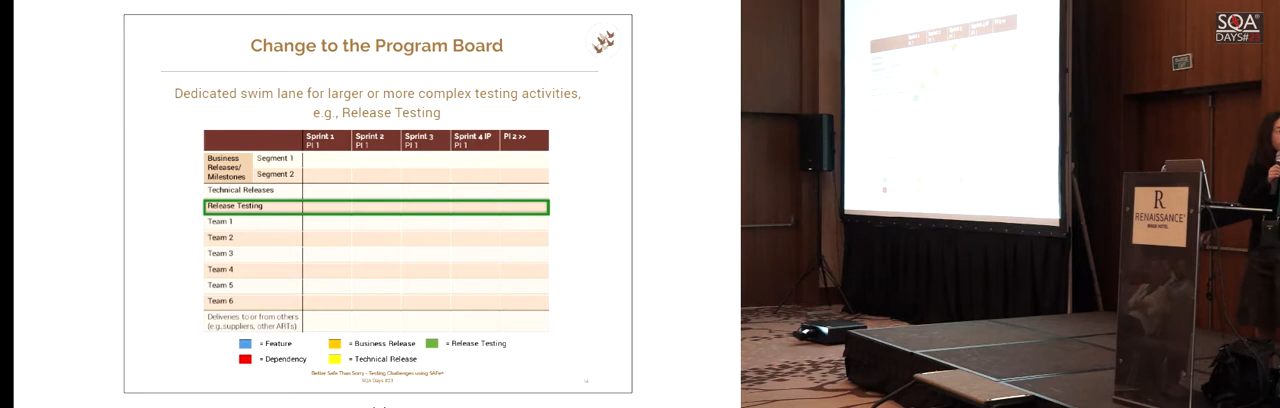 Change to the Program Board
Dedicated swim lane for larger or more complex testing activities,
e.g., Release Testing
Sprint 1 Sprint 2 Sprint 3 Sprint 4 IP PI 2 >>
PI 1 PI 1 PI 1 PI 1
Business
Releases/
Milestones
Segment 1
Segment 2
Technical Releases
Release Testing
Team 1
Team 2
Team 3
Team 4
Team 5
Team 6
Deliveries to or from others
(e.g.,suppliers, other ARTs)
= Feature = Business Release = Release Testing
= Dependency = Technical Release
Better Safe Than Sorry - Testing Challenges using SAFe
SQA Days #23
14
SQA
DAYS#
R
RENAISSANCE